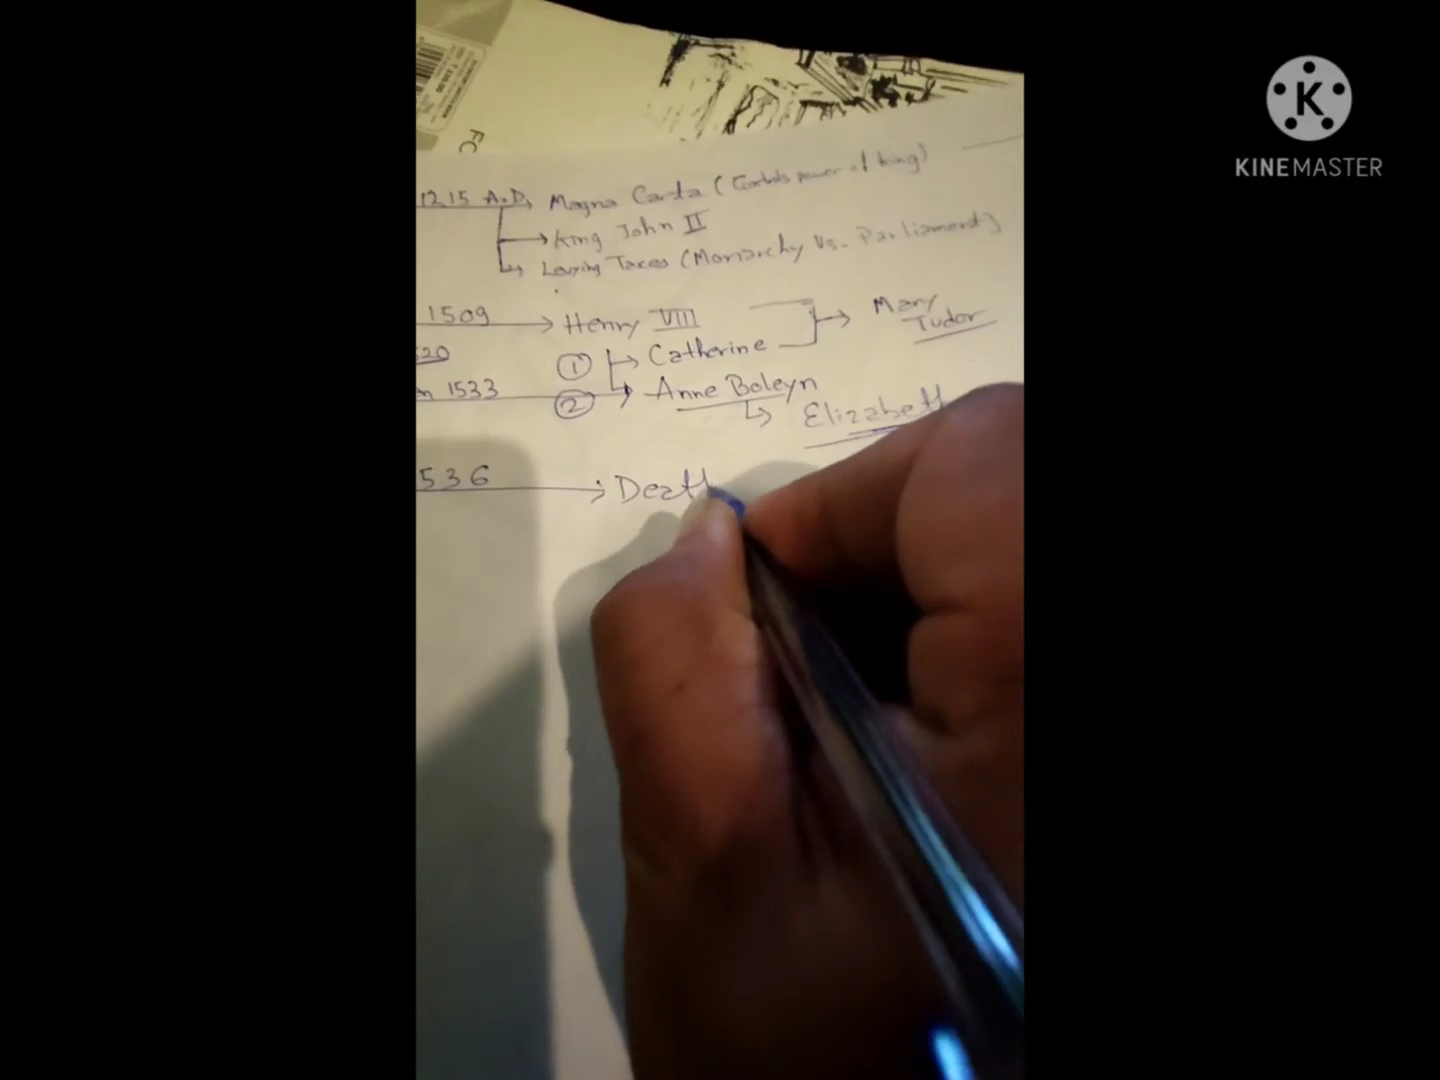 K
KINEMASTER
1215 A.D. Magna Carta ( power of king)
King John II
Levying Taxes (Monarchy Vs. Parliament)
1509 Henry VIII Mary
Tudor
520 ① Catherine
1533 ② Anne Boleyn
Elizabeth
536 Death